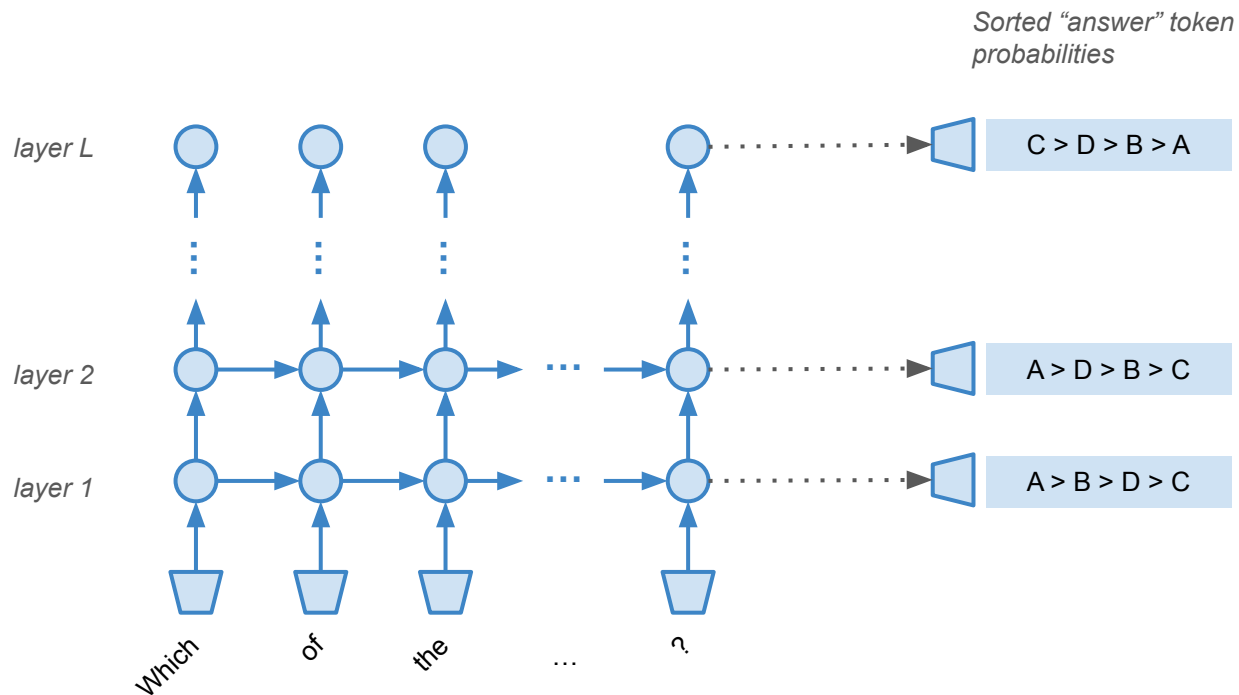 Sorted “answer” token
probabilities
layer L
C > D > B > A
layer 2
A > D > B > C
layer 1
A > B > D > C
Which of the … ?